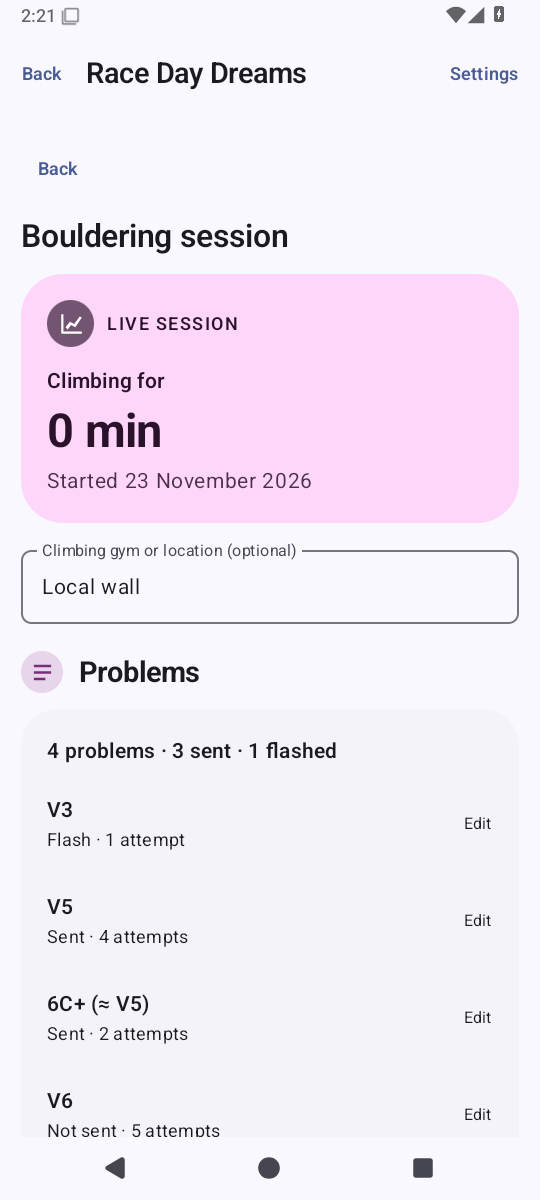 2:21
Back Race Day Dreams Settings
Back
Bouldering session
LIVE SESSION
Climbing for
0 min
Started 23 November 2026
Climbing gym or location (optional)
Local wall
Problems
4 problems · 3 sent · 1 flashed
V3
Flash · 1 attempt
Edit
V5
Sent · 4 attempts
Edit
6C+ (≈ V5)
Sent · 2 attempts
Edit
V6
Not sent · 5 attempts
Edit